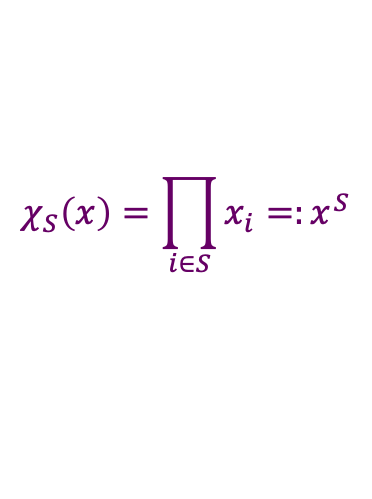 χ_S(x) = ∏_{i∈S} x_i =: x^S